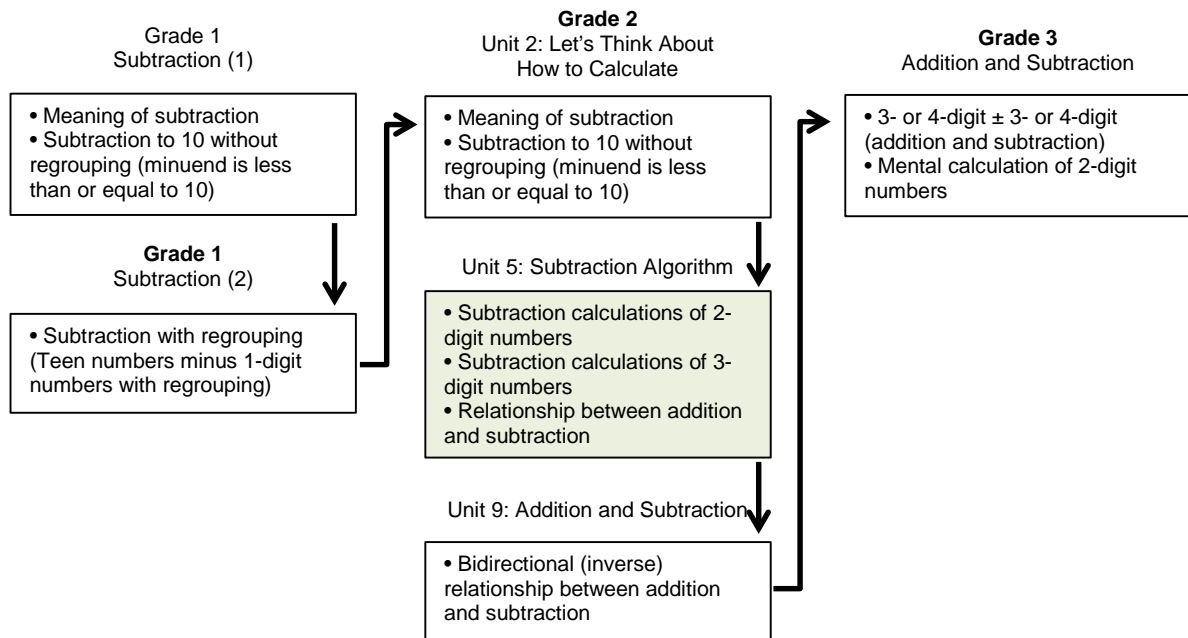 Grade 1
Subtraction (1)
• Meaning of subtraction
• Subtraction to 10 without
regrouping (minuend is less
than or equal to 10)
Grade 1
Subtraction (2)
• Subtraction with regrouping
(Teen numbers minus 1-digit
numbers with regrouping)
Grade 2
Unit 2: Let’s Think About
How to Calculate
• Meaning of subtraction
• Subtraction to 10 without
regrouping (minuend is less
than or equal to 10)
Unit 5: Subtraction Algorithm
• Subtraction calculations of 2-
digit numbers
• Subtraction calculations of 3-
digit numbers
• Relationship between addition
and subtraction
Unit 9: Addition and Subtraction
• Bidirectional (inverse)
relationship between addition
and subtraction
Grade 3
Addition and Subtraction
• 3- or 4-digit ± 3- or 4-digit
(addition and subtraction)
• Mental calculation of 2-digit
numbers